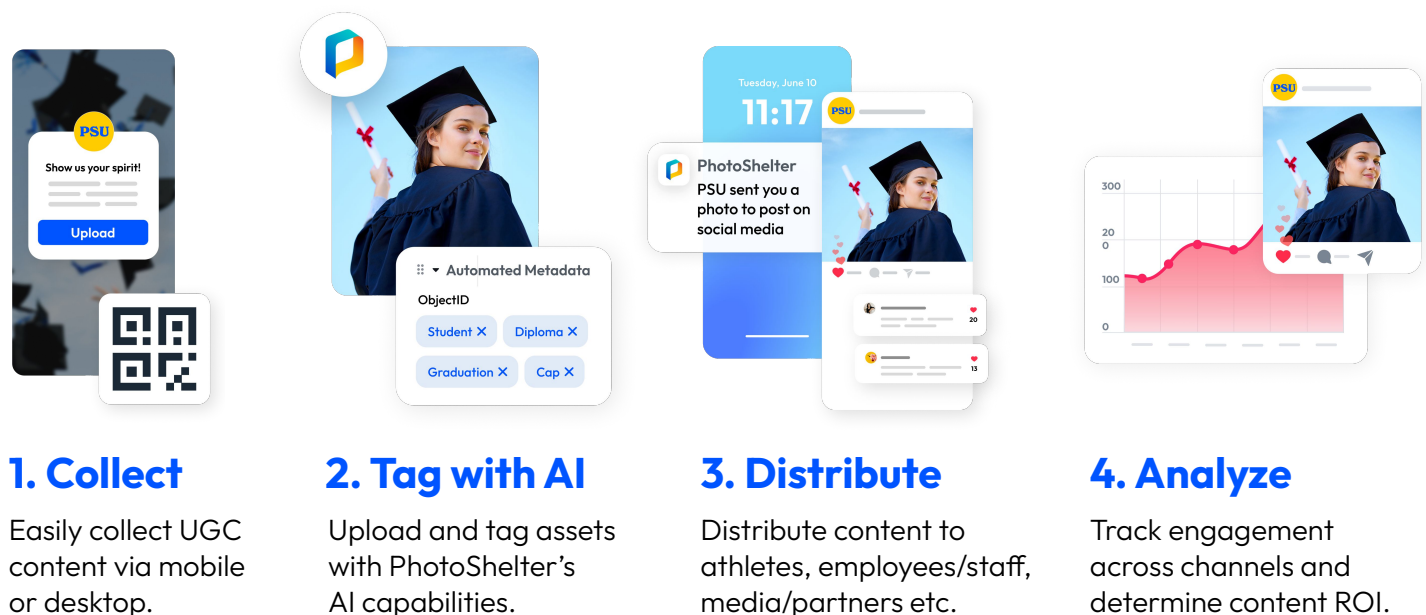 PSU
Show us your spirit!
Upload
1. Collect
Easily collect UGC
content via mobile
or desktop.
Automated Metadata
ObjectID
Student ✕
Diploma ✕
Graduation ✕
Cap ✕
2. Tag with AI
Upload and tag assets
with PhotoShelter’s
AI capabilities.
Tuesday, June 10
11:17
PhotoShelter
PSU sent you a
photo to post on
social media
PSU
20
13
3. Distribute
Distribute content to
athletes, employees/staff,
media/partners etc.
PSU
300
20
0
100
0
4. Analyze
Track engagement
across channels and
determine content ROI.